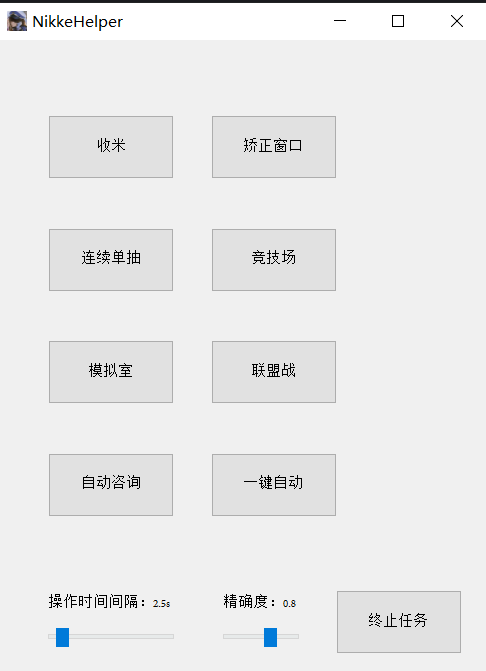 NikkeHelper
收米 矫正窗口
连续单抽 竞技场
模拟室 联盟战
自动咨询 一键自动
操作时间间隔：2.5s 精确度：0.8
终止任务